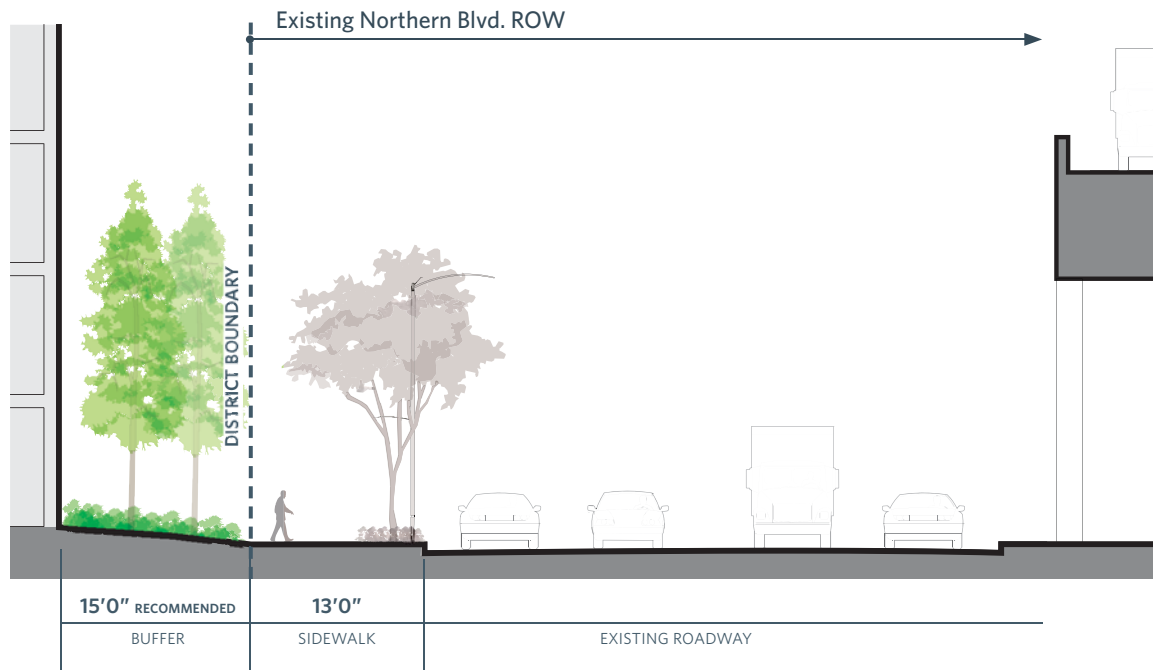 Existing Northern Blvd. ROW
DISTRICT BOUNDARY
15’0” RECOMMENDED
13’0”
BUFFER
SIDEWALK
EXISTING ROADWAY